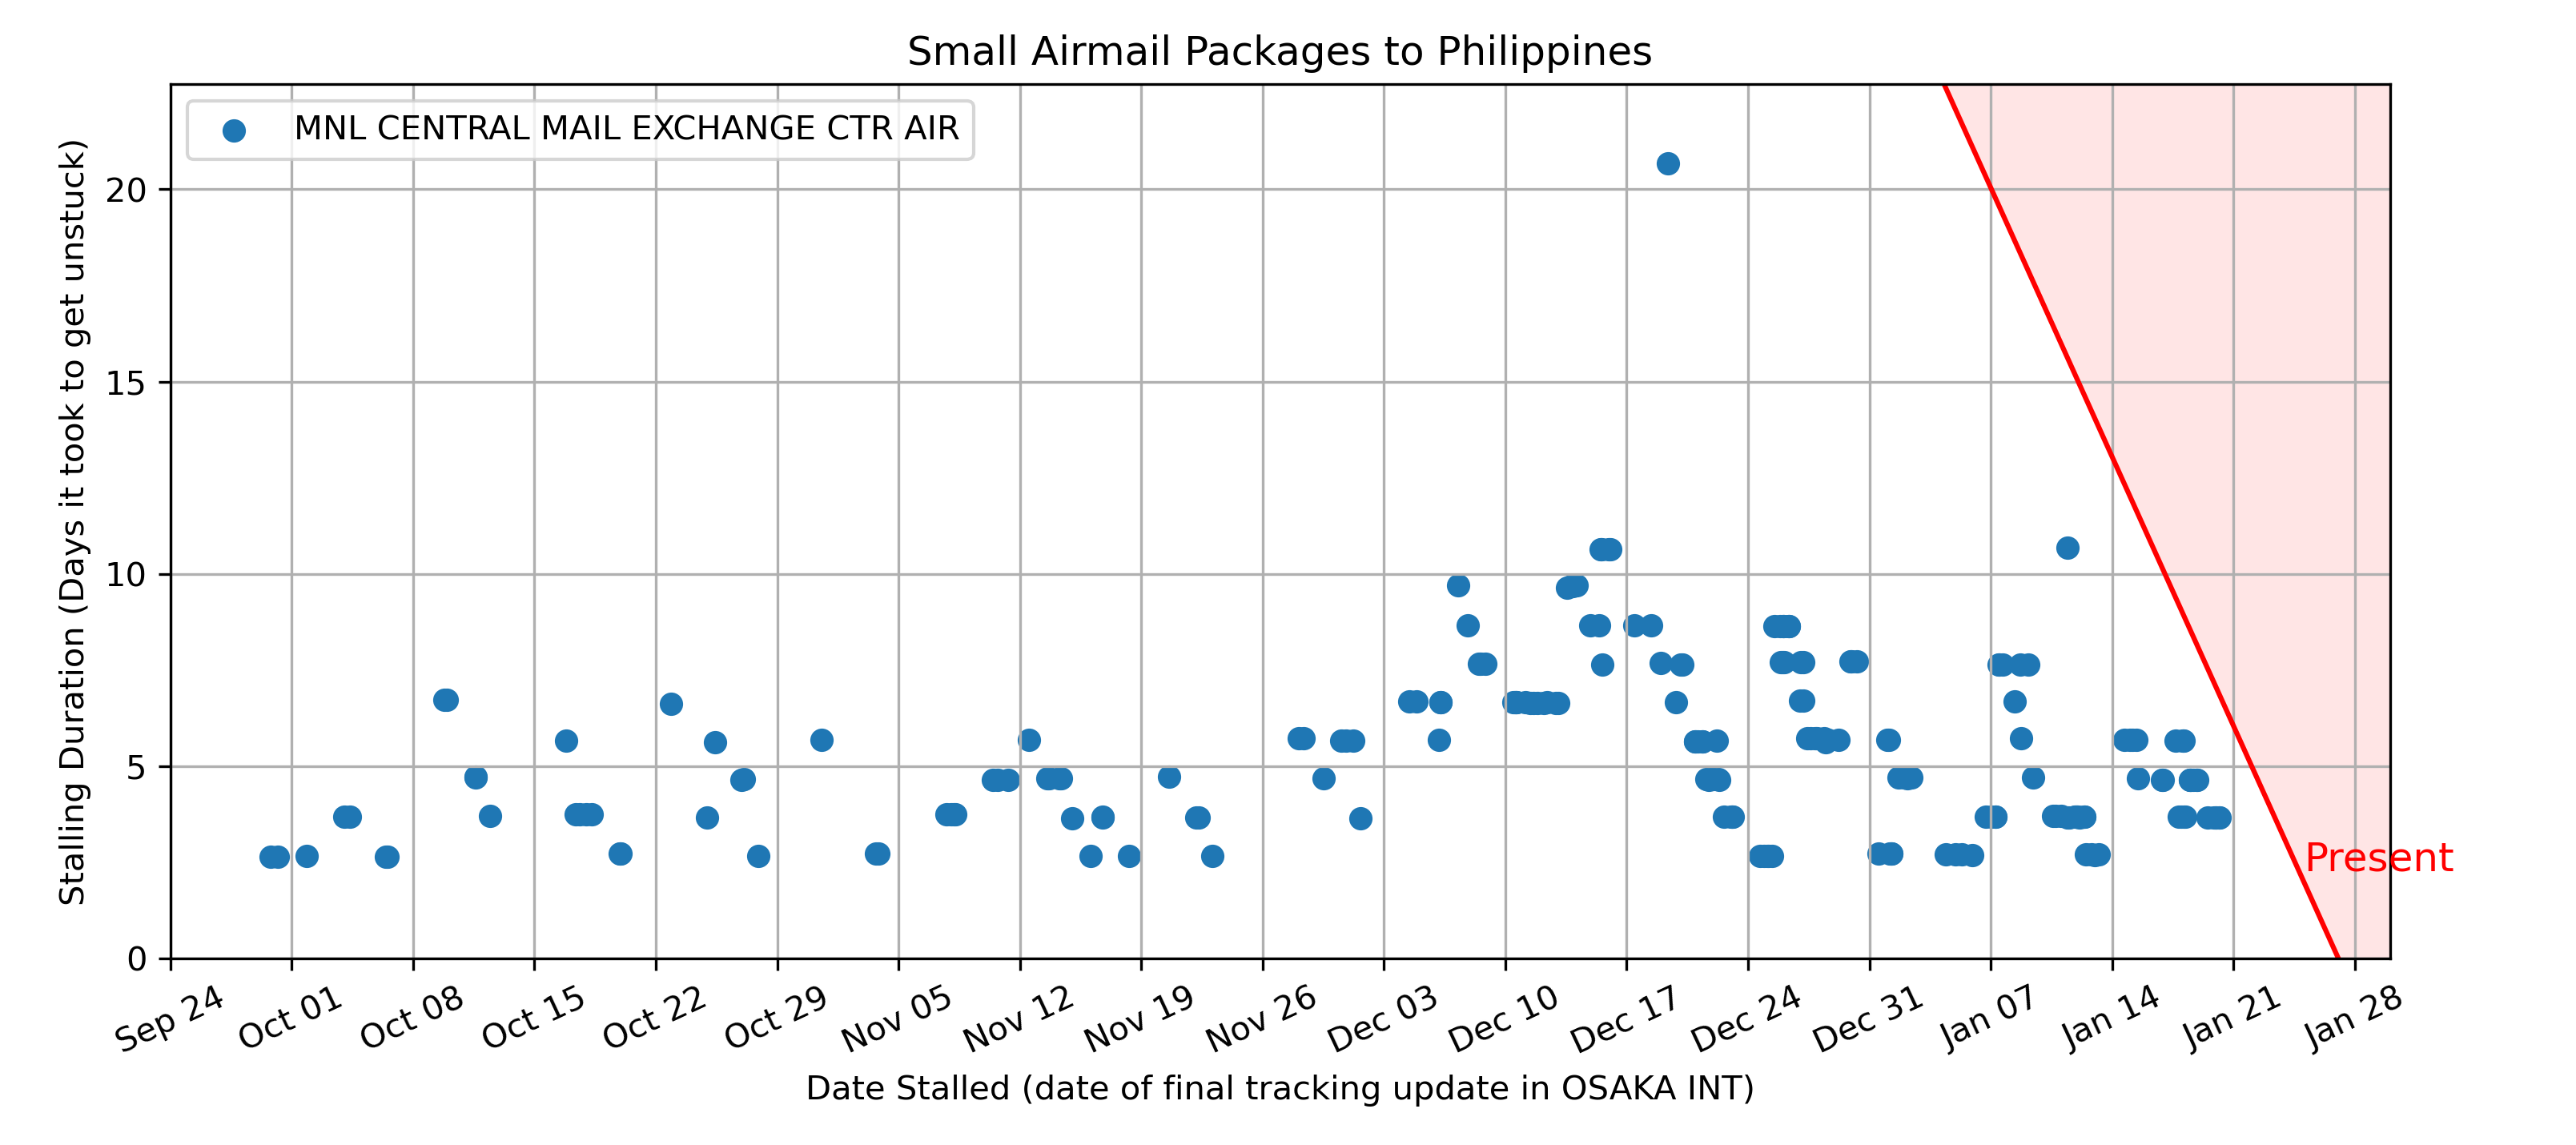 Small Airmail Packages to Philippines
MNL CENTRAL MAIL EXCHANGE CTR AIR
Stalling Duration (Days it took to get unstuck)
20
15
10
5
0
Present
Sep 24
Oct 01
Oct 08
Oct 15
Oct 22
Oct 29
Nov 05
Nov 12
Nov 19
Nov 26
Dec 03
Dec 10
Dec 17
Dec 24
Dec 31
Jan 07
Jan 14
Jan 21
Jan 28
Date Stalled (date of final tracking update in OSAKA INT)